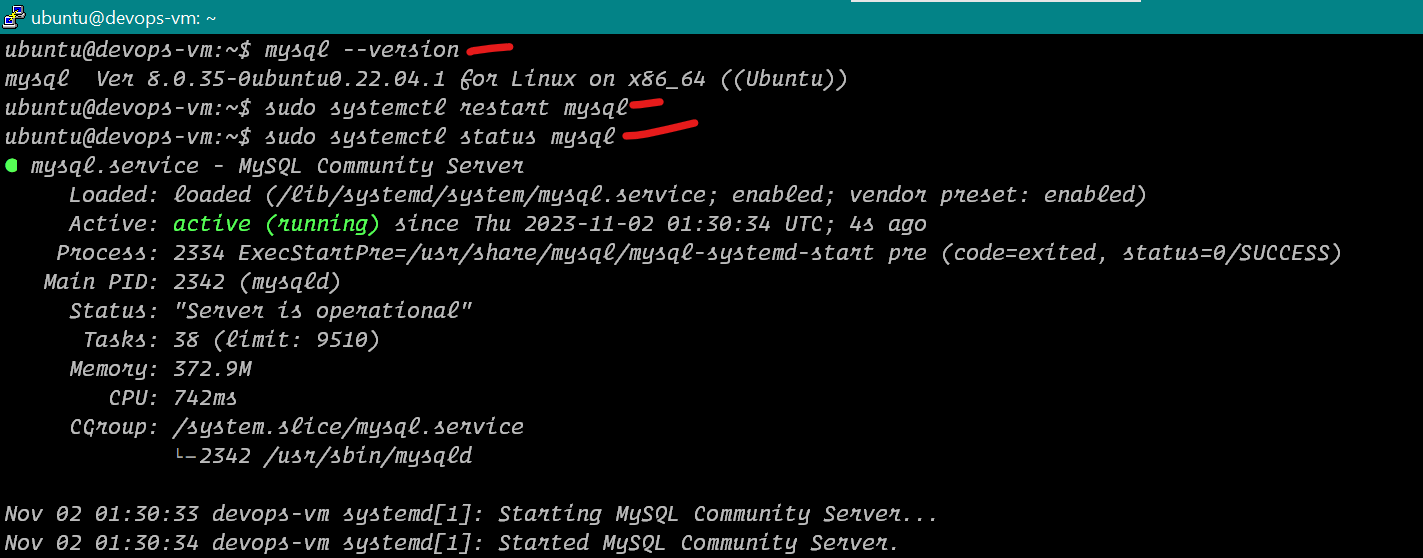 ubuntu@devops-vm: ~
ubuntu@devops-vm:~$ mysql --version
mysql  Ver 8.0.35-0ubuntu0.22.04.1 for Linux on x86_64 ((Ubuntu))
ubuntu@devops-vm:~$ sudo systemctl restart mysql
ubuntu@devops-vm:~$ sudo systemctl status mysql
● mysql.service - MySQL Community Server
     Loaded: loaded (/lib/systemd/system/mysql.service; enabled; vendor preset: enabled)
     Active: active (running) since Thu 2023-11-02 01:30:34 UTC; 4s ago
    Process: 2334 ExecStartPre=/usr/share/mysql/mysql-systemd-start pre (code=exited, status=0/SUCCESS)
   Main PID: 2342 (mysqld)
     Status: "Server is operational"
      Tasks: 38 (limit: 9510)
     Memory: 372.9M
        CPU: 742ms
     CGroup: /system.slice/mysql.service
             └─2342 /usr/sbin/mysqld
Nov 02 01:30:33 devops-vm systemd[1]: Starting MySQL Community Server...
Nov 02 01:30:34 devops-vm systemd[1]: Started MySQL Community Server.